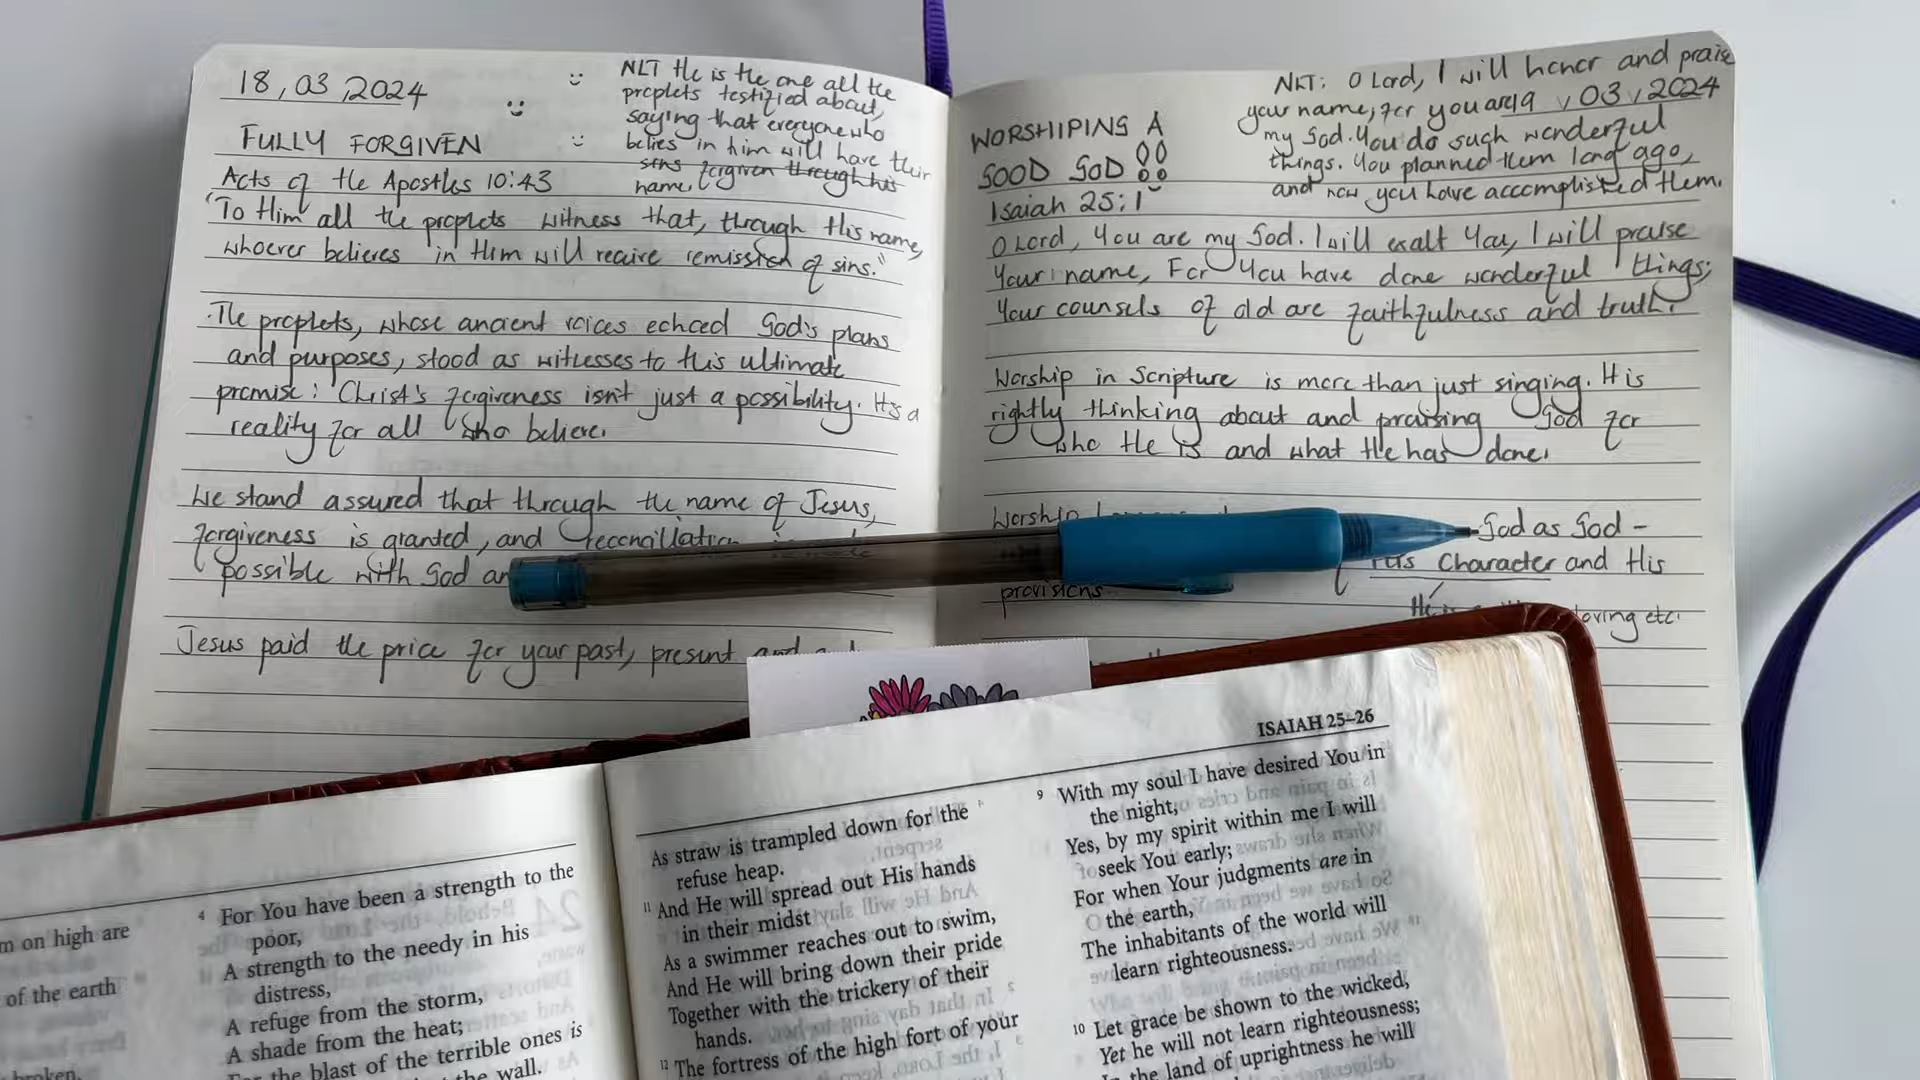 18,03,2024
NLT He is the one all the
prophets testified about,
saying that everyone who
belies in him will have their
sins forgiven through his
name.
FULLY FORGIVEN
Acts of the Apostles 10:43
"To Him all the prophets witness that, through His name,
whoever believes in Him will receive remission of sins."
The prophets, whose ancient voices echoed God's plans
and purposes, stood as witnesses to this ultimate
promise: Christ's forgiveness isn't just a possibility. It's a
reality for all who believe.
We stand assured that through the name of Jesus,
forgiveness is granted, and reconcillation is made
possible with God an
Jesus paid the price for your past, present and
NLT: O Lord, I will honor and praise
your name, for you are
19,03,2024
my God. You do such wonderful
things. You planned them long ago,
and now you have accomplished them.
WORSHIPING A
GOOD GOD
Isaiah 25:1
O Lord, You are my God. I will exalt You, I will praise
Your name, For You have done wonderful things;
Your counsels of old are faithfulness and truth.
Worship in Scripture is more than just singing. It is
rightly thinking about and praising God for
who He is and what He has done.
Worship God as God -
His Character and His
provisions
He loving etc.
ISAIAH 25–26
m on high are
of the earth
broken,
4 For You have been a strength to the
poor,
A strength to the needy in his
distress,
A refuge from the storm,
A shade from the heat;
For the blast of the terrible ones is
the wall.
As straw is trampled down for the
refuse heap.
11 And He will spread out His hands
in their midst
As a swimmer reaches out to swim,
And He will bring down their pride
Together with the trickery of their
hands.
12 The fortress of the high fort of your
9 With my soul I have desired You in
the night,
Yes, by my spirit within me I will
seek You early;
For when Your judgments are in
the earth,
The inhabitants of the world will
learn righteousness.
10 Let grace be shown to the wicked,
Yet he will not learn righteousness;
In the land of uprightness he will